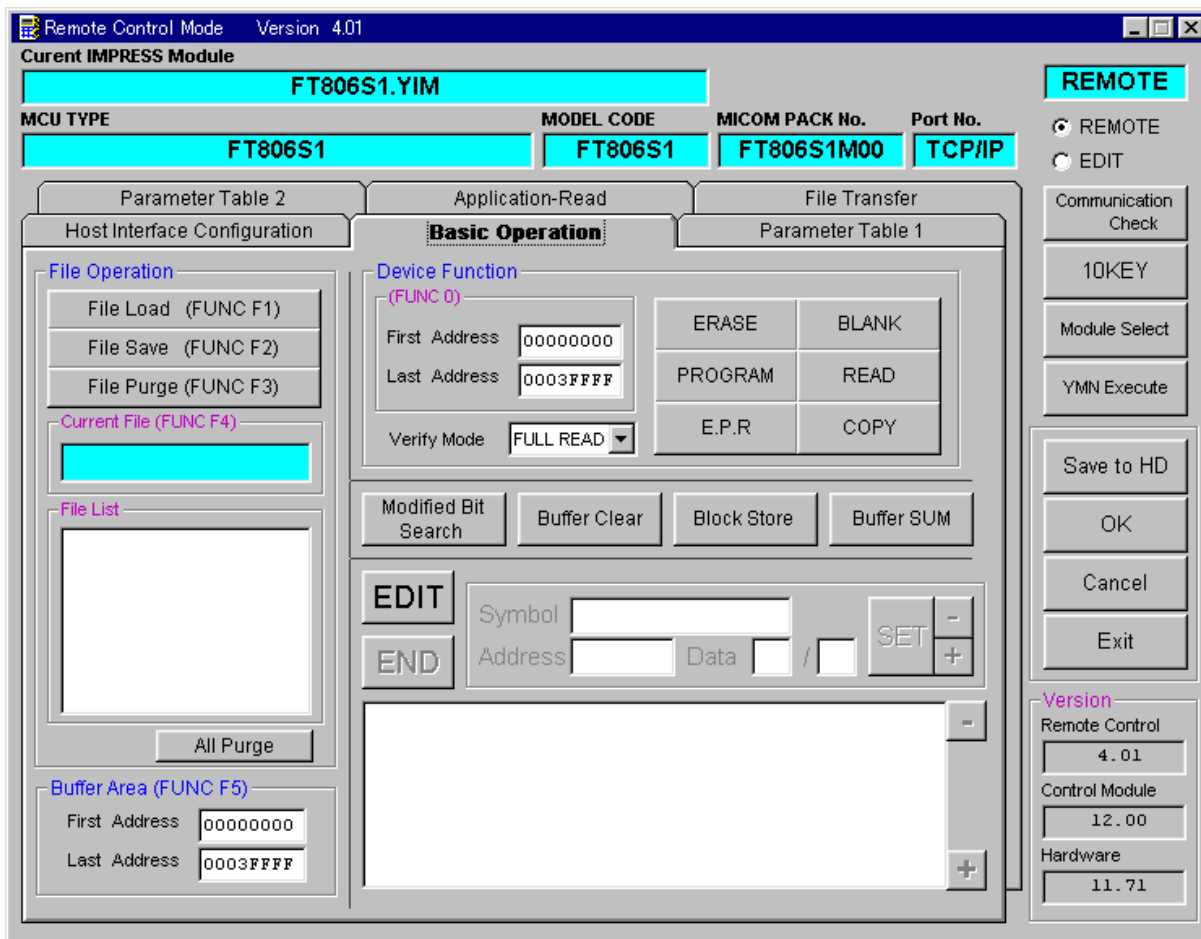 Remote Control Mode Version 4.01
Curent IMPRESS Module
FT806S1.YIM
MCU TYPE
FT806S1
MODEL CODE
FT806S1
MICOM PACK No.
FT806S1M00
Port No.
TCP/IP
REMOTE
REMOTE
EDIT
Parameter Table 2
Application-Read
File Transfer
Host Interface Configuration
Basic Operation
Parameter Table 1
File Operation
File Load (FUNC F1)
File Save (FUNC F2)
File Purge (FUNC F3)
Current File (FUNC F4)
File List
All Purge
Buffer Area (FUNC F5)
First Address 00000000
Last Address 0003FFFF
Device Function
(FUNC 0)
First Address 00000000
Last Address 0003FFFF
Verify Mode FULL READ
ERASE
BLANK
PROGRAM
READ
E.P.R
COPY
Modified Bit
Search
Buffer Clear
Block Store
Buffer SUM
EDIT
END
Symbol
Address
Data /
SET
-
+
-
+
Communication
Check
10KEY
Module Select
YMN Execute
Save to HD
OK
Cancel
Exit
Version
Remote Control
4.01
Control Module
12.00
Hardware
11.71